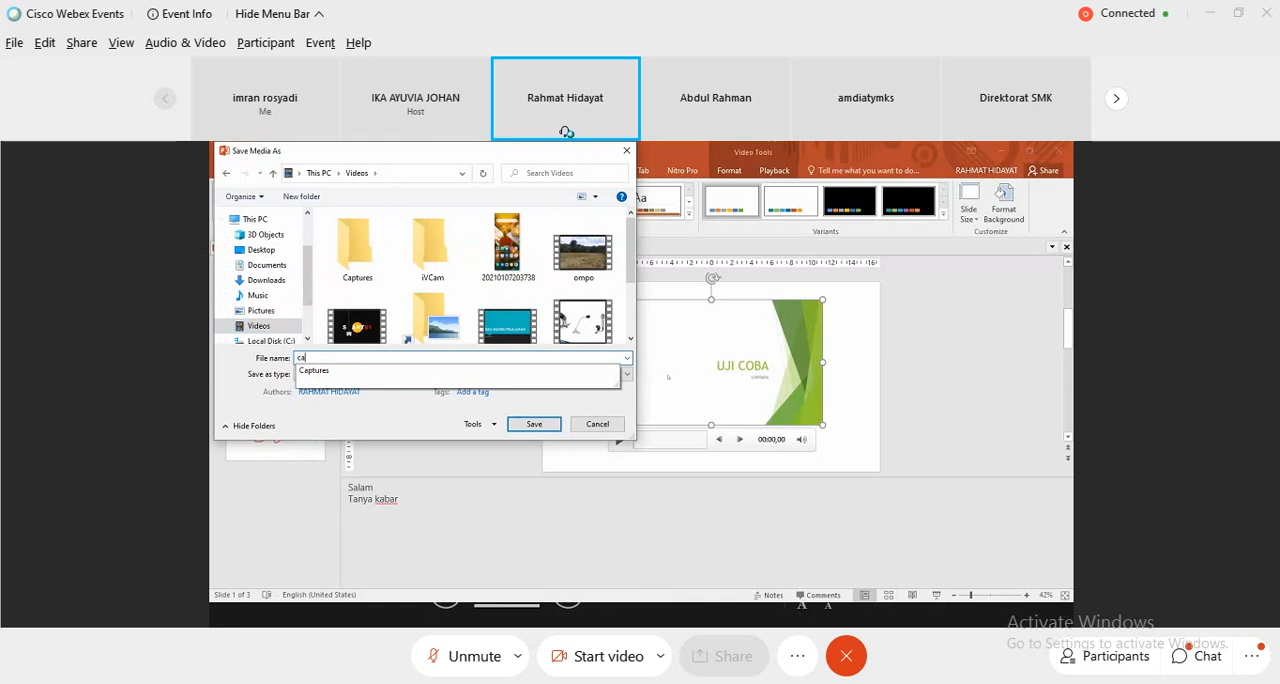 Cisco Webex Events
Event Info
Hide Menu Bar
Connected
File Edit Share View Audio & Video Participant Event Help
imran rosyadi
Me
IKA AYUVIA JOHAN
Host
Rahmat Hidayat
Abdul Rahman
amdiatymks
Direktorat SMK
Save Media As
This PC > Videos >
Search Videos
Organize
New folder
This PC
3D Objects
Desktop
Documents
Downloads
Music
Pictures
Videos
Local Disk (C:)
Captures
iVCam
20210107203738
ompo
File name: ca
Captures
Save as type:
Authors: RAHMAT HIDAYAT
Tags: Add a tag
Hide Folders
Tools
Save
Cancel
Video Tools
Tab
Nitro Pro
Format
Playback
Tell me what you want to do...
RAHMAT HIDAYAT
Share
Aa
Variants
Slide Size
Format Background
Customize
UJI COBA
00:00,00
Salam
Tanya kabar
Slide 1 of 3
English (United States)
Notes
Comments
42%
Activate Windows
Go to Settings to activate Windows.
Unmute
Start video
Share
Participants
Chat